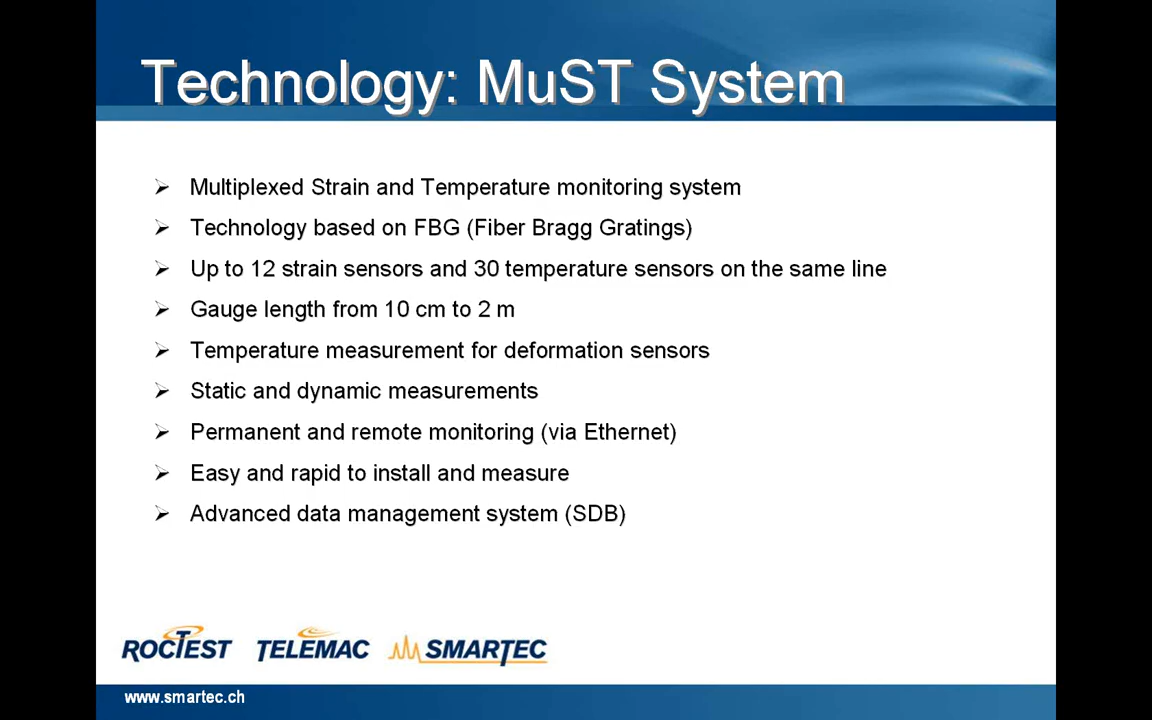 Technology: MuST System
Multiplexed Strain and Temperature monitoring system
Technology based on FBG (Fiber Bragg Gratings)
Up to 12 strain sensors and 30 temperature sensors on the same line
Gauge length from 10 cm to 2 m
Temperature measurement for deformation sensors
Static and dynamic measurements
Permanent and remote monitoring (via Ethernet)
Easy and rapid to install and measure
Advanced data management system (SDB)
ROCTEST TELEMAC SMARTEC
www.smartec.ch